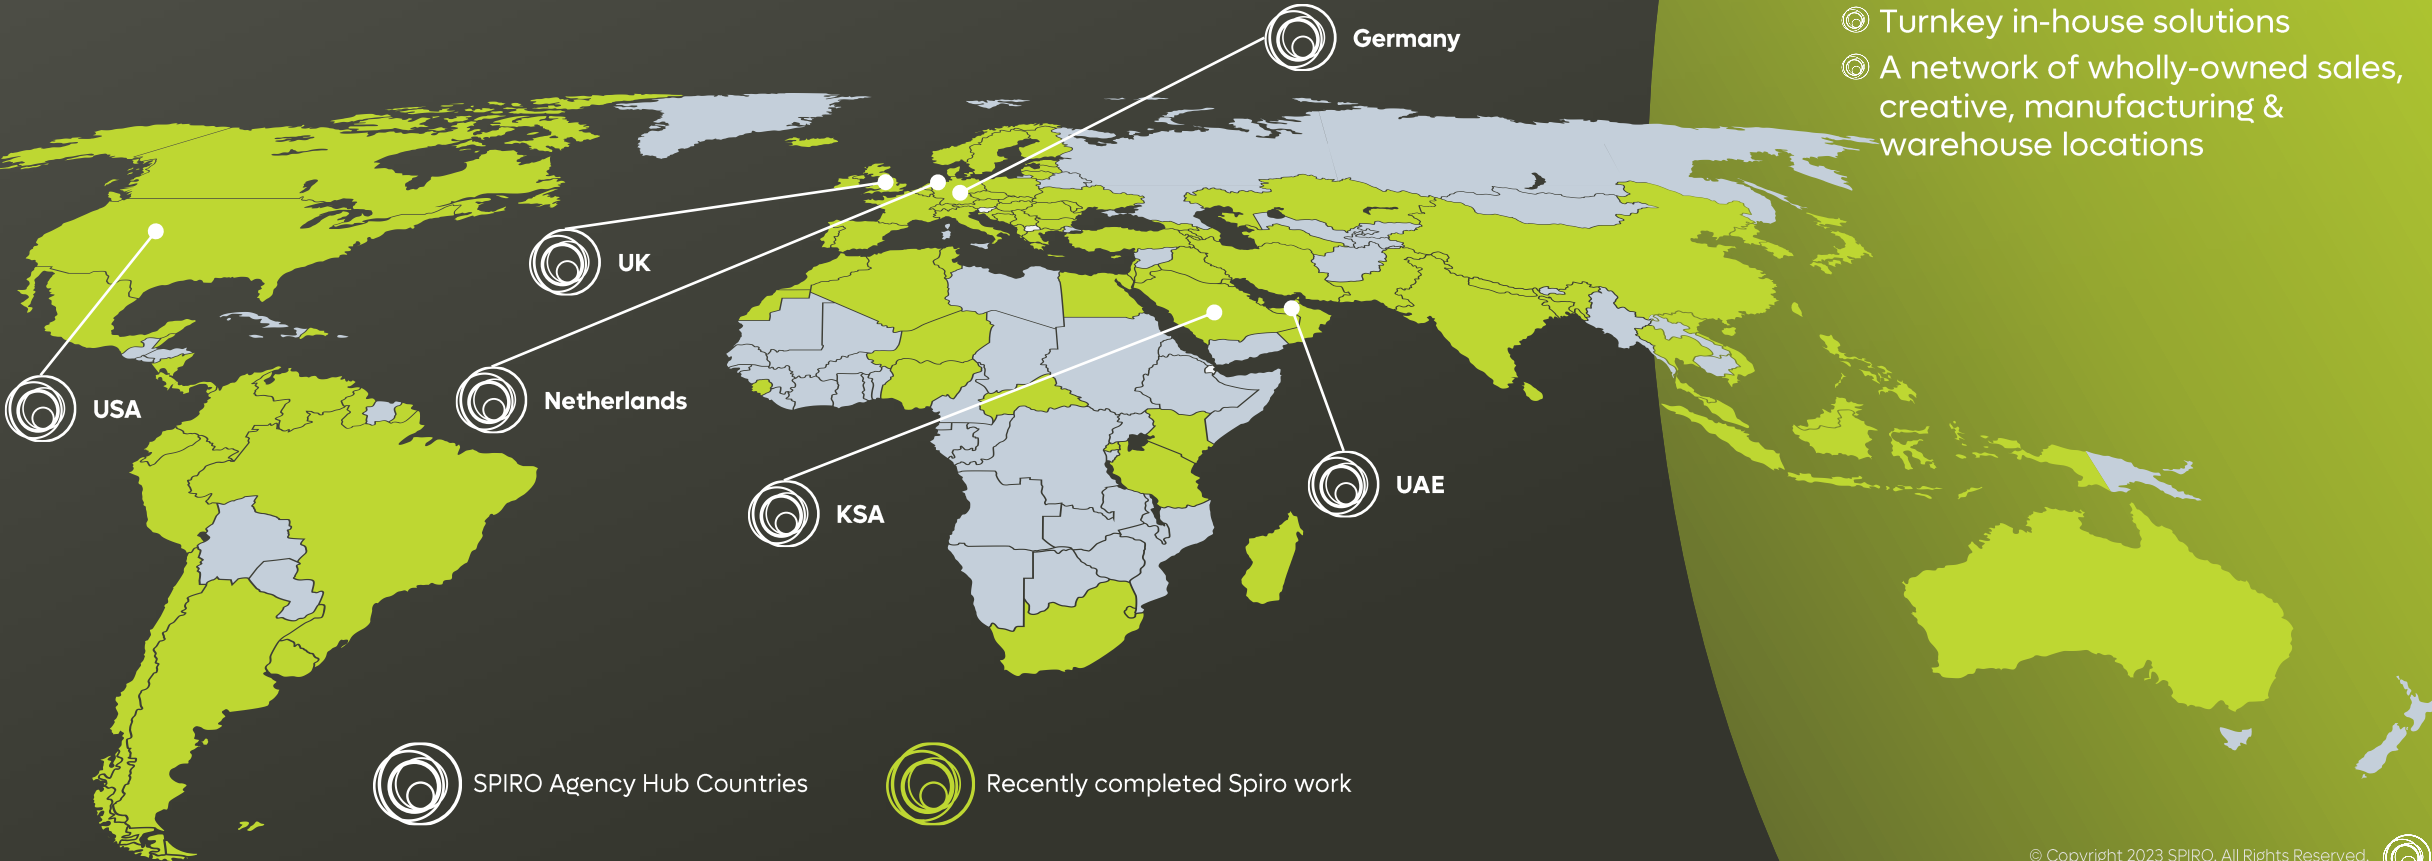 Turnkey in-house solutions
A network of wholly-owned sales,
creative, manufacturing &
warehouse locations
Germany
UK
Netherlands
USA
KSA
UAE
SPIRO Agency Hub Countries
Recently completed Spiro work
© Copyright 2023 SPIRO. All Rights Reserved.